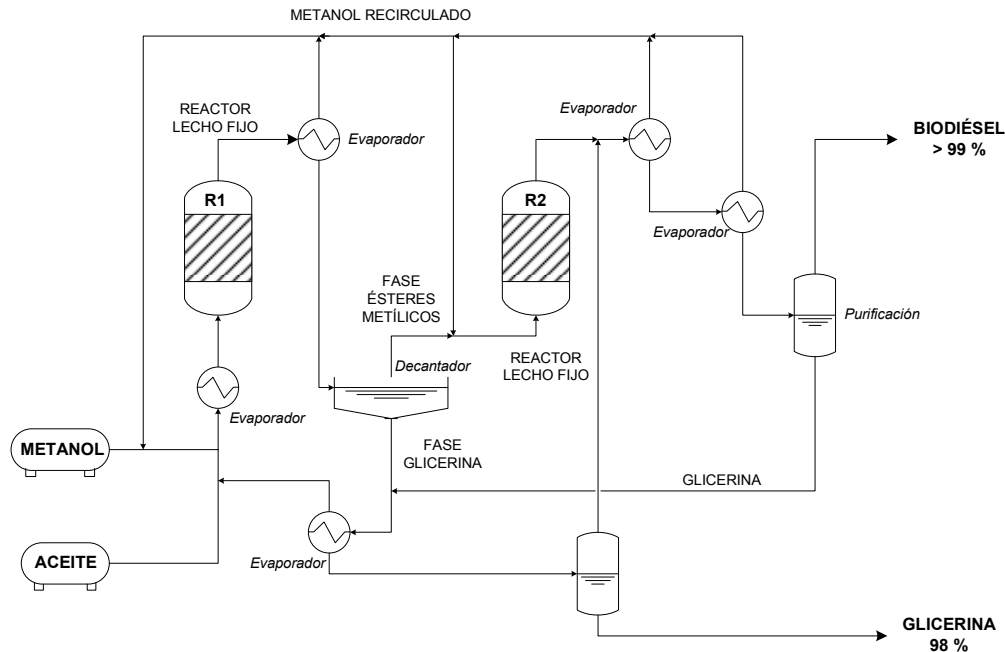 METANOL RECIRCULADO
REACTOR
LECHO FIJO
Evaporador
Evaporador
BIODIÉSEL
> 99 %
R1
R2
Evaporador
FASE
ÉSTERES
METÍLICOS
Purificación
Decantador
REACTOR
LECHO FIJO
Evaporador
METANOL
FASE
GLICERINA
GLICERINA
ACEITE
Evaporador
GLICERINA
98 %